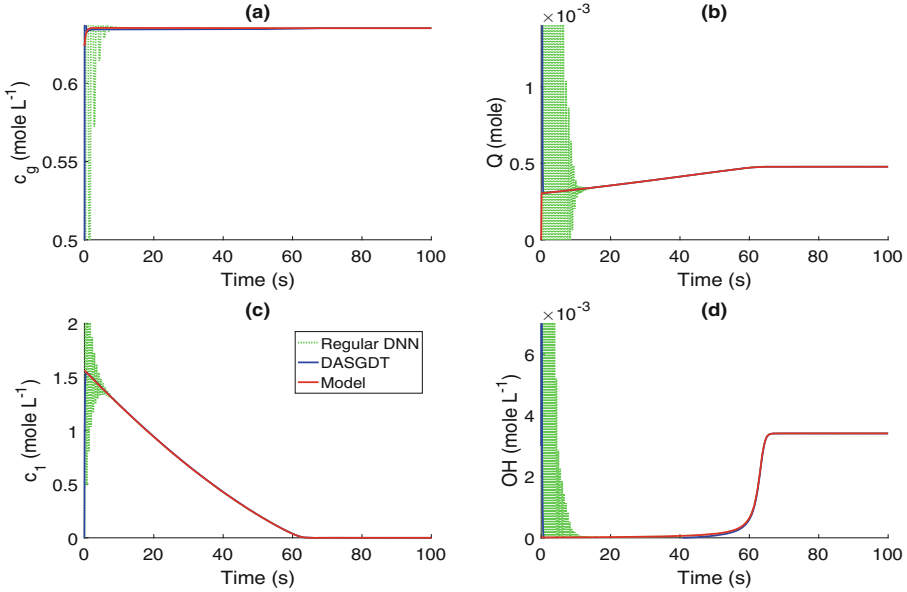 (a)
c_g (mole L^-1)
0.6
0.55
0.5
0 20 40 60 80 100
Time (s)
(b)
×10^-3
Q (mole)
1
0.5
0
0 20 40 60 80 100
Time (s)
(c)
c_1 (mole L^-1)
2
1.5
1
0.5
0
0 20 40 60 80 100
Time (s)
Regular DNN
DASGDT
Model
(d)
×10^-3
OH (mole L^-1)
6
4
2
0
0 20 40 60 80 100
Time (s)